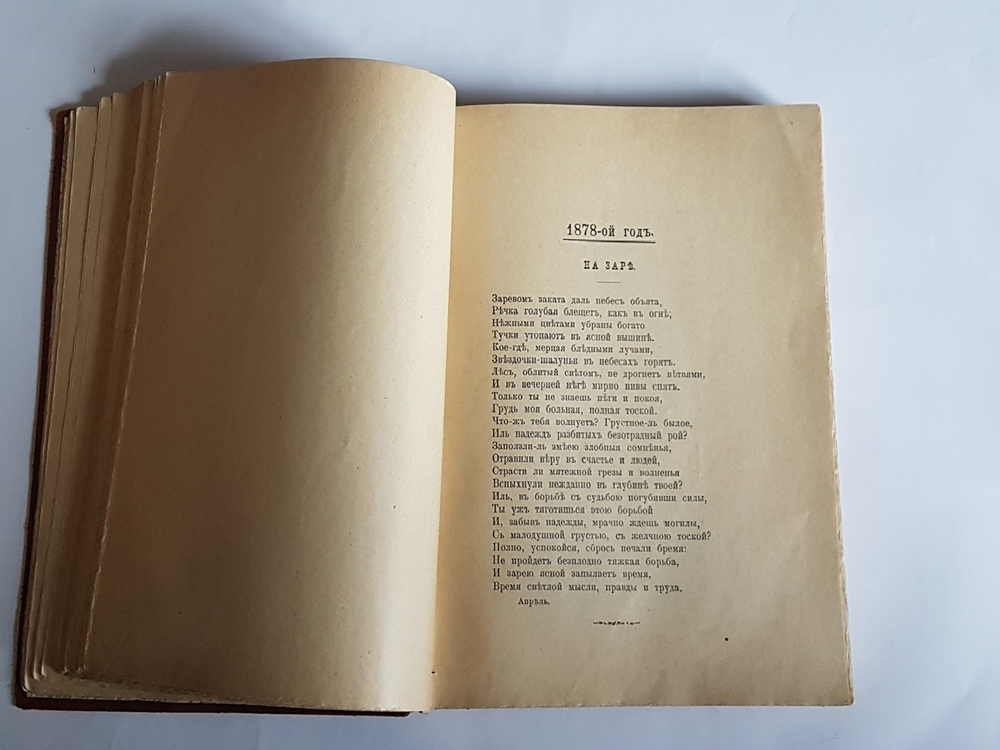 1878-ой годъ.
НА ЗАРѢ.
Заревомъ заката даль небесъ объята,
Рѣчка голубая блещетъ, какъ въ огнѣ;
Нѣжными цвѣтами убраны богато
Тучки утопаютъ въ ясной вышинѣ.
Кое-гдѣ, мерцая блѣдными лучами,
Звѣздочки-шалуньи въ небесахъ горятъ.
Лѣсъ, облитый свѣтомъ, не дрогнетъ вѣтвями,
И въ вечерней нѣгѣ мирно нивы спятъ.
Только ты не знаешь нѣги и покоя,
Грудь моя больная, полная тоской.
Что-жъ тебя волнуетъ? Грустное-ль былое,
Иль надеждъ разбитыхъ безотрадный рой?
Заползли-ль змѣею злобныя сомнѣнья,
Отравили вѣру въ счастье и людей,
Страсти ли мятежной грезы и волненья
Вспыхнули нежданно въ глубинѣ твоей?
Иль, въ борьбѣ съ судьбою погубивши силы,
Ты ужъ тяготишься этою борьбой
И, забывъ надежды, мрачно ждешь могилы,
Съ малодушной грустью, съ желчною тоской?
Полно, успокойся, сбрось печали бремя:
Не пройдетъ безплодно тяжкая борьба,
И зарею ясной запылаетъ время,
Время свѣтлой мысли, правды и труда.
Апрѣль.